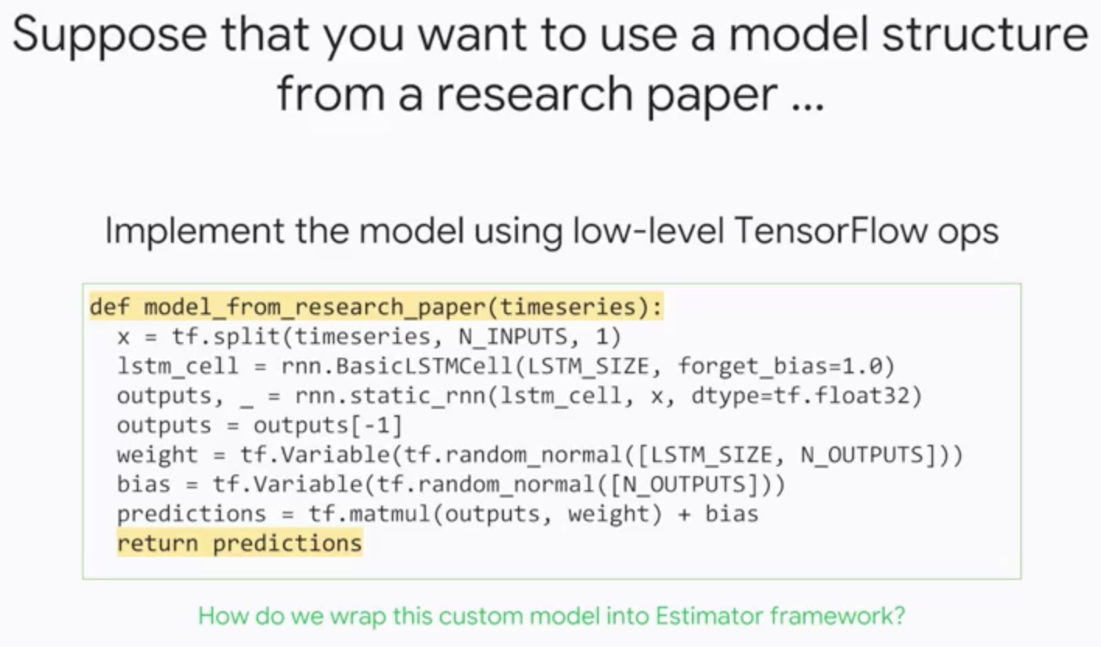 Suppose that you want to use a model structure
from a research paper ...
Implement the model using low-level TensorFlow ops
def model_from_research_paper(timeseries):
  x = tf.split(timeseries, N_INPUTS, 1)
  lstm_cell = rnn.BasicLSTMCell(LSTM_SIZE, forget_bias=1.0)
  outputs, _ = rnn.static_rnn(lstm_cell, x, dtype=tf.float32)
  outputs = outputs[-1]
  weight = tf.Variable(tf.random_normal([LSTM_SIZE, N_OUTPUTS]))
  bias = tf.Variable(tf.random_normal([N_OUTPUTS]))
  predictions = tf.matmul(outputs, weight) + bias
  return predictions
How do we wrap this custom model into Estimator framework?